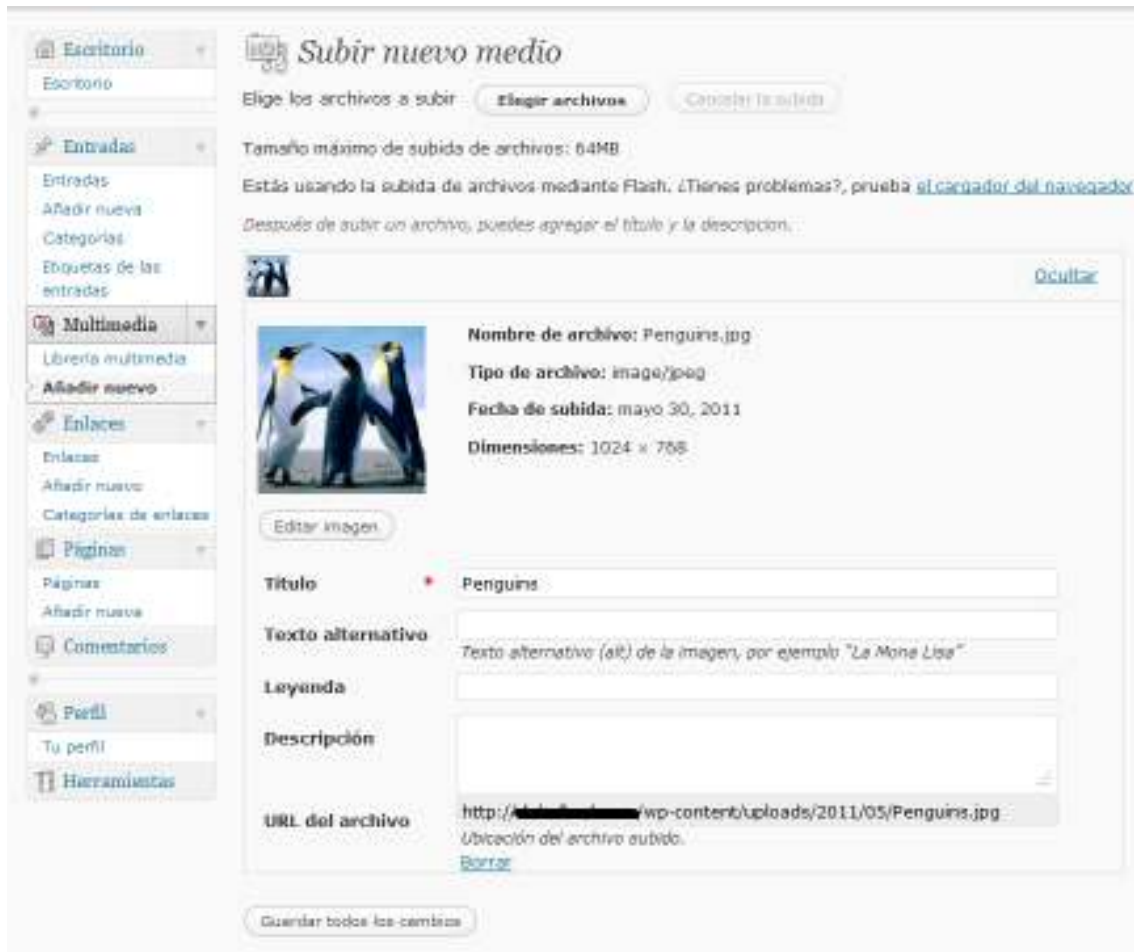 Escritorio
Escritorio
Entradas
Entradas
Añadir nueva
Categorías
Etiquetas de las
entradas
Multimedia
Librería multimedia
Añadir nuevo
Enlaces
Enlaces
Añadir nuevo
Categorías de enlaces
Páginas
Páginas
Añadir nueva
Comentarios
Perfil
Tu perfil
Herramientas
Subir nuevo medio
Elige los archivos a subir Elegir archivos Cancelar la subida
Tamaño máximo de subida de archivos: 64MB
Estás usando la subida de archivos mediante Flash. ¿Tienes problemas?, prueba el cargador del navegador
Después de subir un archivo, puedes agregar el título y la descripcion.
Ocultar
Nombre de archivo: Penguins.jpg
Tipo de archivo: image/jpeg
Fecha de subida: mayo 30, 2011
Dimensiones: 1024 × 768
Editar imagen
Título * Penguins
Texto alternativo
Texto alternativo (alt) de la imagen, por ejemplo "La Mona Lisa"
Leyenda
Descripción
URL del archivo http:// /wp-content/uploads/2011/05/Penguins.jpg
Ubicación del archivo subido.
Borrar
Guardar todos los cambios